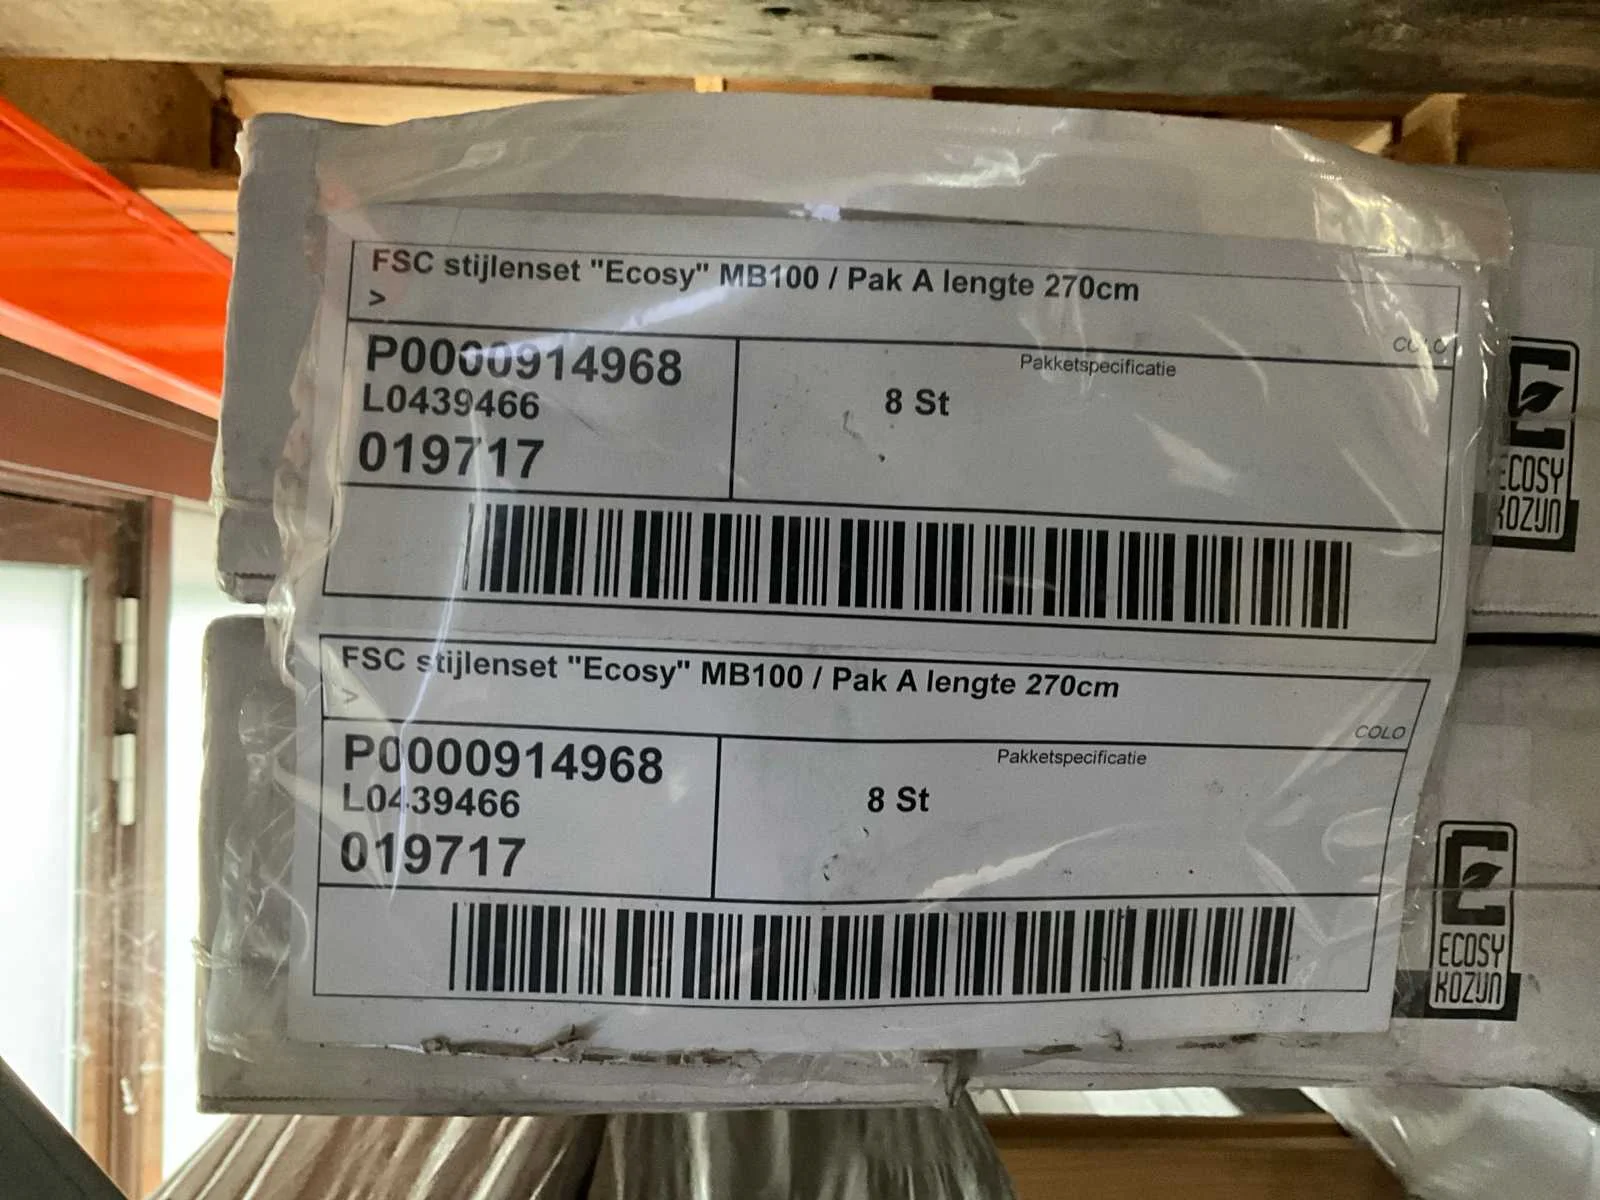 FSC stijlenset "Ecosy" MB100 / Pak A lengte 270cm
>
COLO
P0000914968
Pakketspecificatie
L0439466
8 St
019717
ECOSY
KOZIJN
FSC stijlenset "Ecosy" MB100 / Pak A lengte 270cm
>
COLO
P0000914968
Pakketspecificatie
L0439466
8 St
019717
ECOSY
KOZIJN